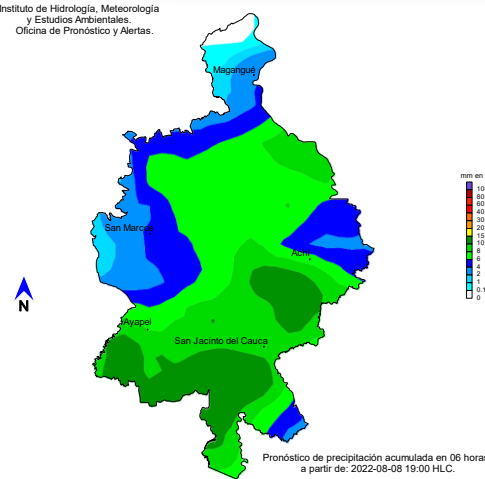 Instituto de Hidrología, Meteorología
y Estudios Ambientales.
Oficina de Pronóstico y Alertas.
Magangué
San Marcos
Achí
Ayapel
San Jacinto del Cauca
N
mm en
10
80
60
40
30
20
15
10
8
6
4
2
1
0.1
0
Pronóstico de precipitación acumulada en 06 horas
a partir de: 2022-08-08 19:00 HLC.